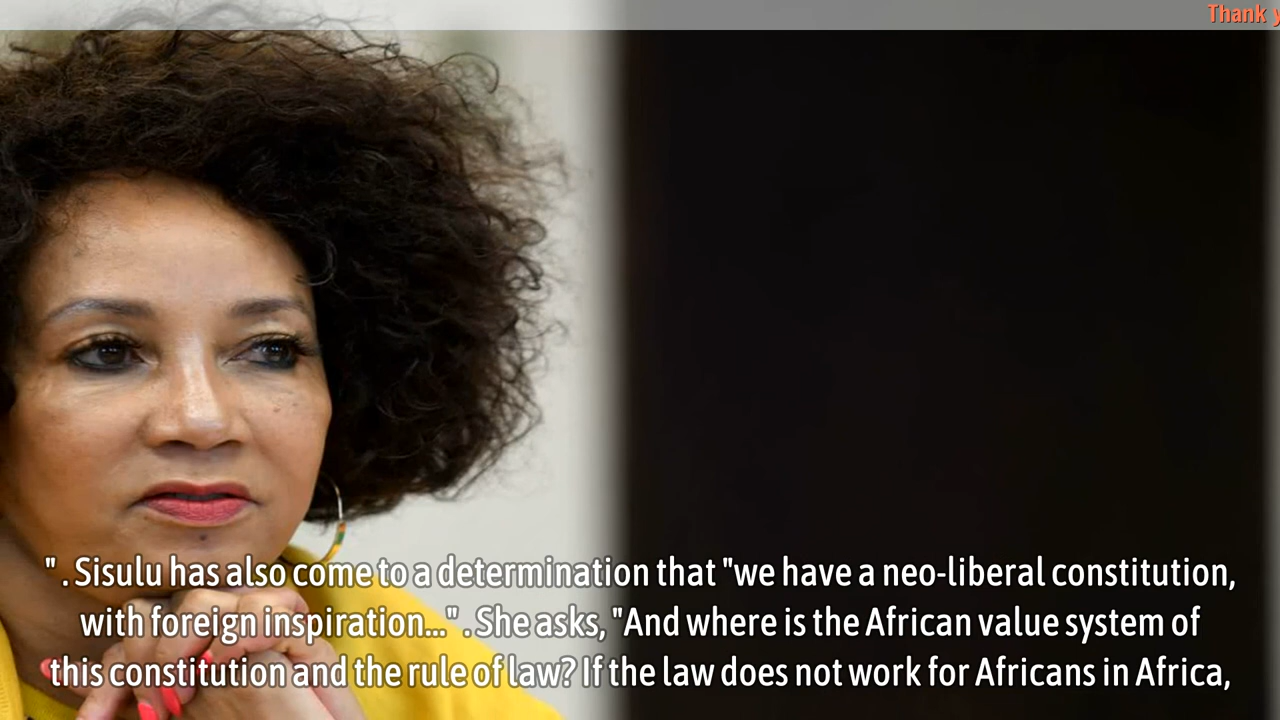 Thank y
" . Sisulu has also come to a determination that "we have a neo-liberal constitution,
with foreign inspiration..." . She asks, "And where is the African value system of
this constitution and the rule of law? If the law does not work for Africans in Africa,